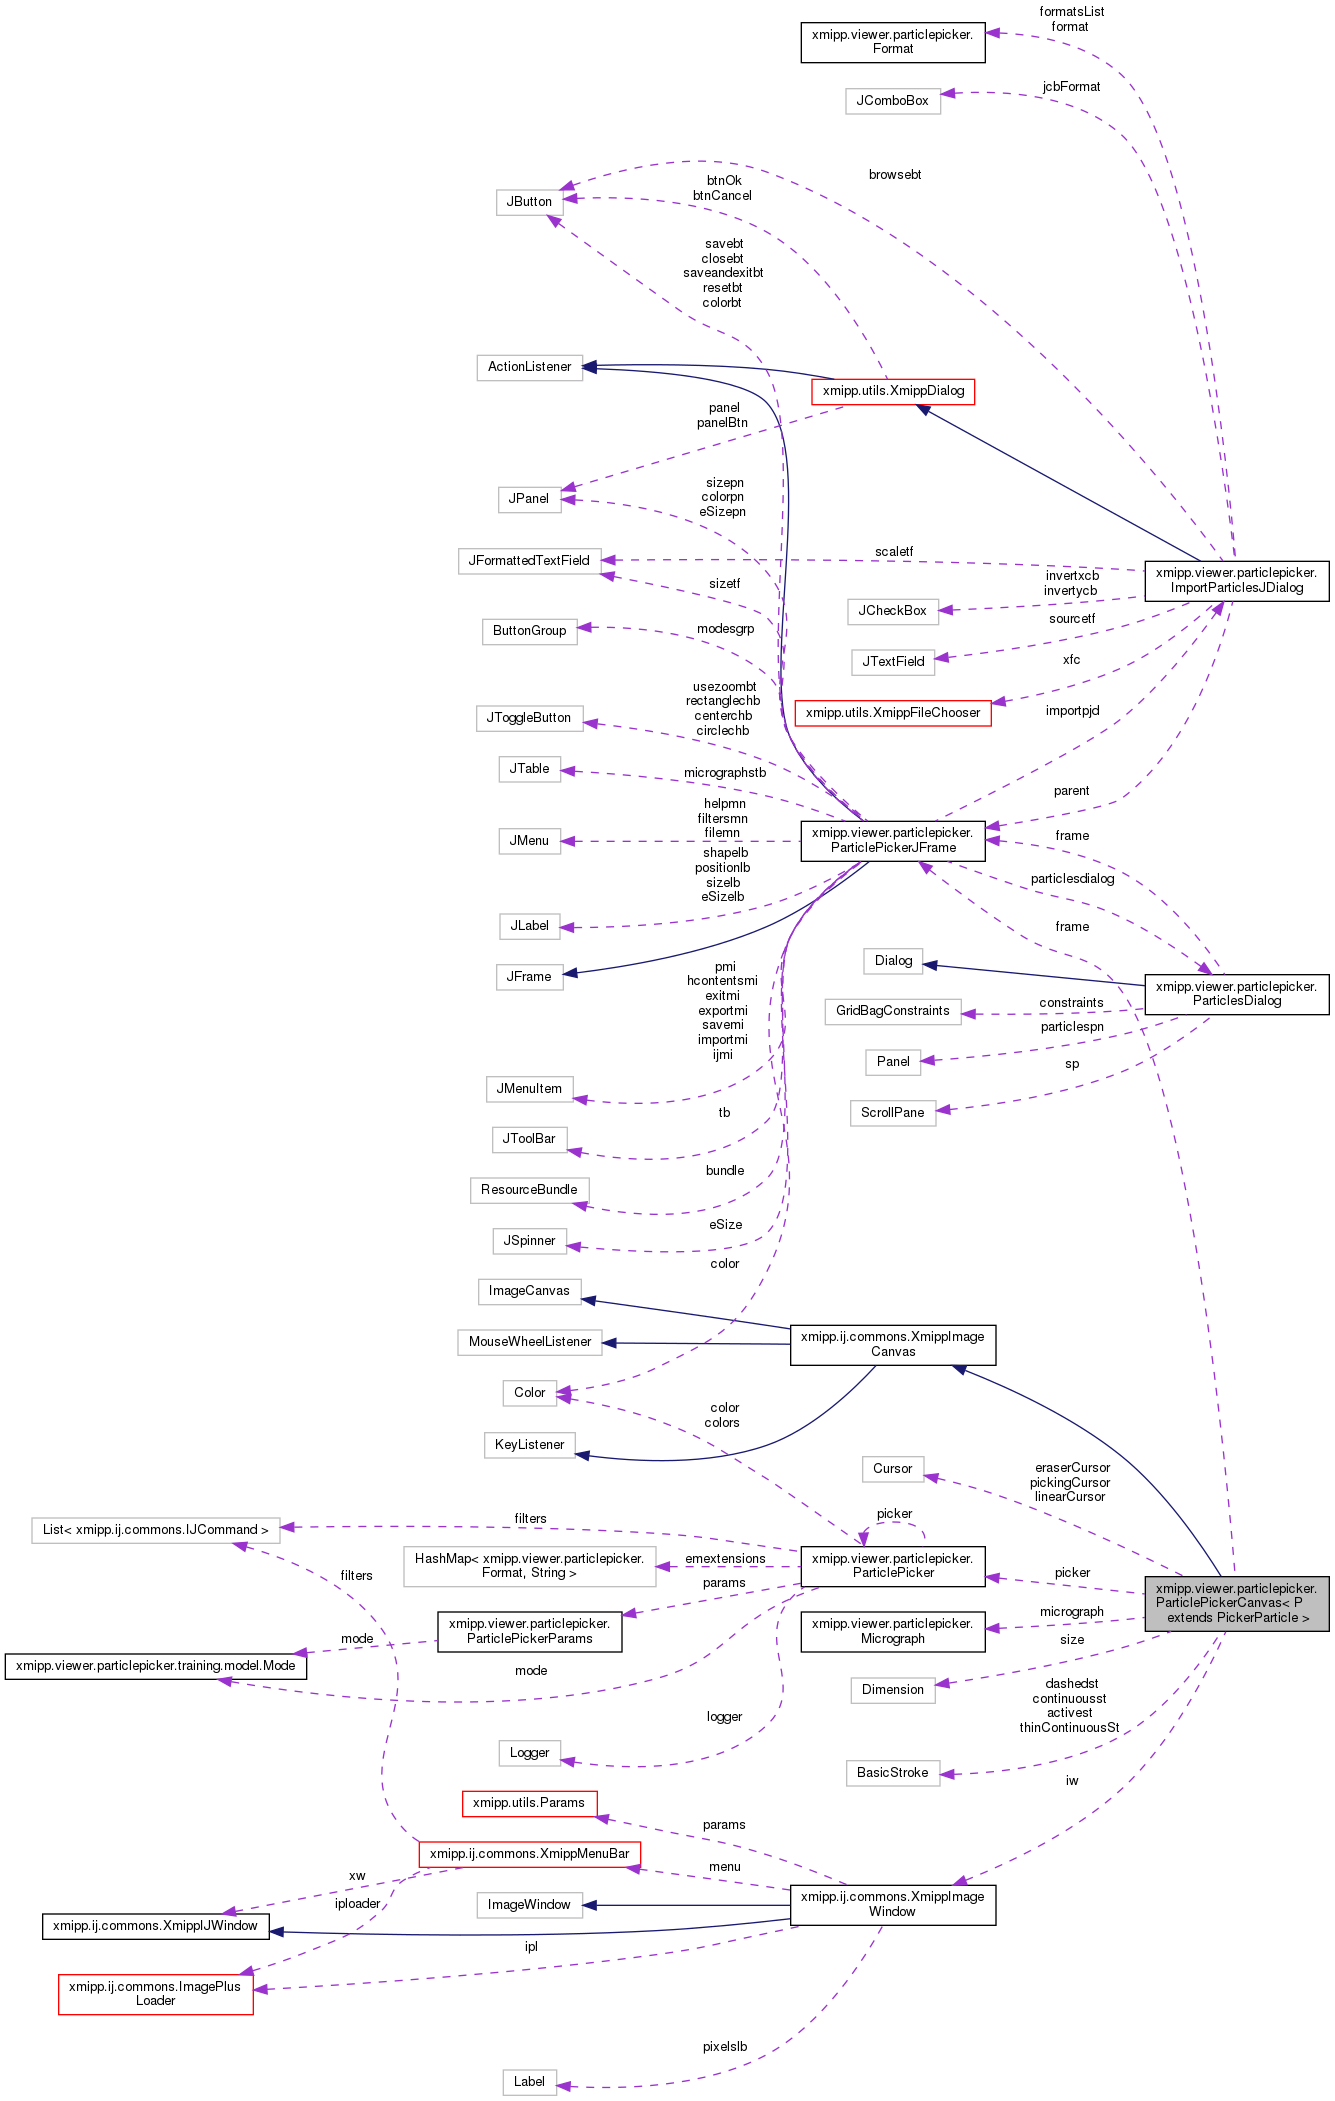 formatsList
format
xmipp.viewer.particlepicker.
Format
jcbFormat
JComboBox
browsebt
btnOk
btnCancel
JButton
savebt
closebt
saveandexitbt
resetbt
colorbt
ActionListener
xmipp.utils.XmippDialog
panel
panelBtn
JPanel
sizepn
colorpn
eSizepn
JFormattedTextField
scaletf
sizetf
xmipp.viewer.particlepicker.
ImportParticlesJDialog
invertxcb
invertycb
JCheckBox
sourcetf
ButtonGroup
modesgrp
JTextField
xfc
xmipp.utils.XmippFileChooser
importpjd
JToggleButton
usezoombt
rectanglechb
centerchb
circlechb
JTable
micrographstb
parent
helpmn
filtersmn
filemn
JMenu
xmipp.viewer.particlepicker.
ParticlePickerJFrame
frame
shapelb
positionlb
sizelb
eSizelb
particlesdialog
JLabel
frame
JFrame
Dialog
pmi
hcontentsmi
exitmi
exportmi
savemi
importmi
ijmi
xmipp.viewer.particlepicker.
ParticlesDialog
GridBagConstraints
constraints
particlespn
Panel
sp
JMenuItem
ScrollPane
tb
JToolBar
bundle
ResourceBundle
eSize
JSpinner
color
ImageCanvas
MouseWheelListener
xmipp.ij.commons.XmippImage
Canvas
Color
color
colors
KeyListener
Cursor
eraserCursor
pickingCursor
linearCursor
List< xmipp.ij.commons.IJCommand >
filters
picker
HashMap< xmipp.viewer.particlepicker.
Format, String >
emextensions
xmipp.viewer.particlepicker.
ParticlePicker
picker
filters
params
xmipp.viewer.particlepicker.
ParticlePickerCanvas< P
extends PickerParticle >
xmipp.viewer.particlepicker.
ParticlePickerParams
micrograph
xmipp.viewer.particlepicker.
Micrograph
mode
size
xmipp.viewer.particlepicker.training.model.Mode
mode
Dimension
dashedst
continuousst
activest
thinContinuousSt
logger
Logger
BasicStroke
iw
xmipp.utils.Params
params
xmipp.ij.commons.XmippMenuBar
menu
xw
ImageWindow
xmipp.ij.commons.XmippImage
Window
iploader
xmipp.ij.commons.XmippIJWindow
ipl
xmipp.ij.commons.ImagePlus
Loader
pixelslb
Label